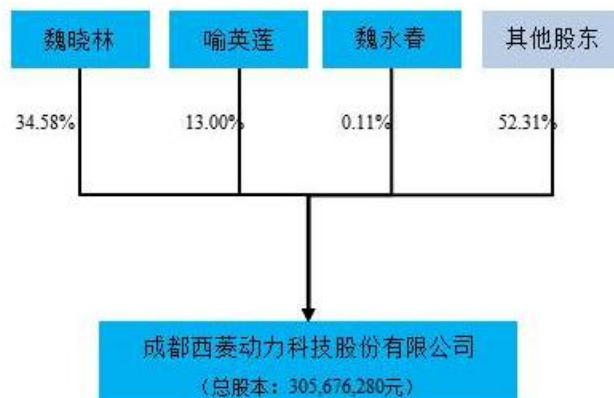 魏晓林
喻英莲
魏永春
其他股东
34.58%
13.00%
0.11%
52.31%
成都西菱动力科技股份有限公司
（总股本：305,676,280元）